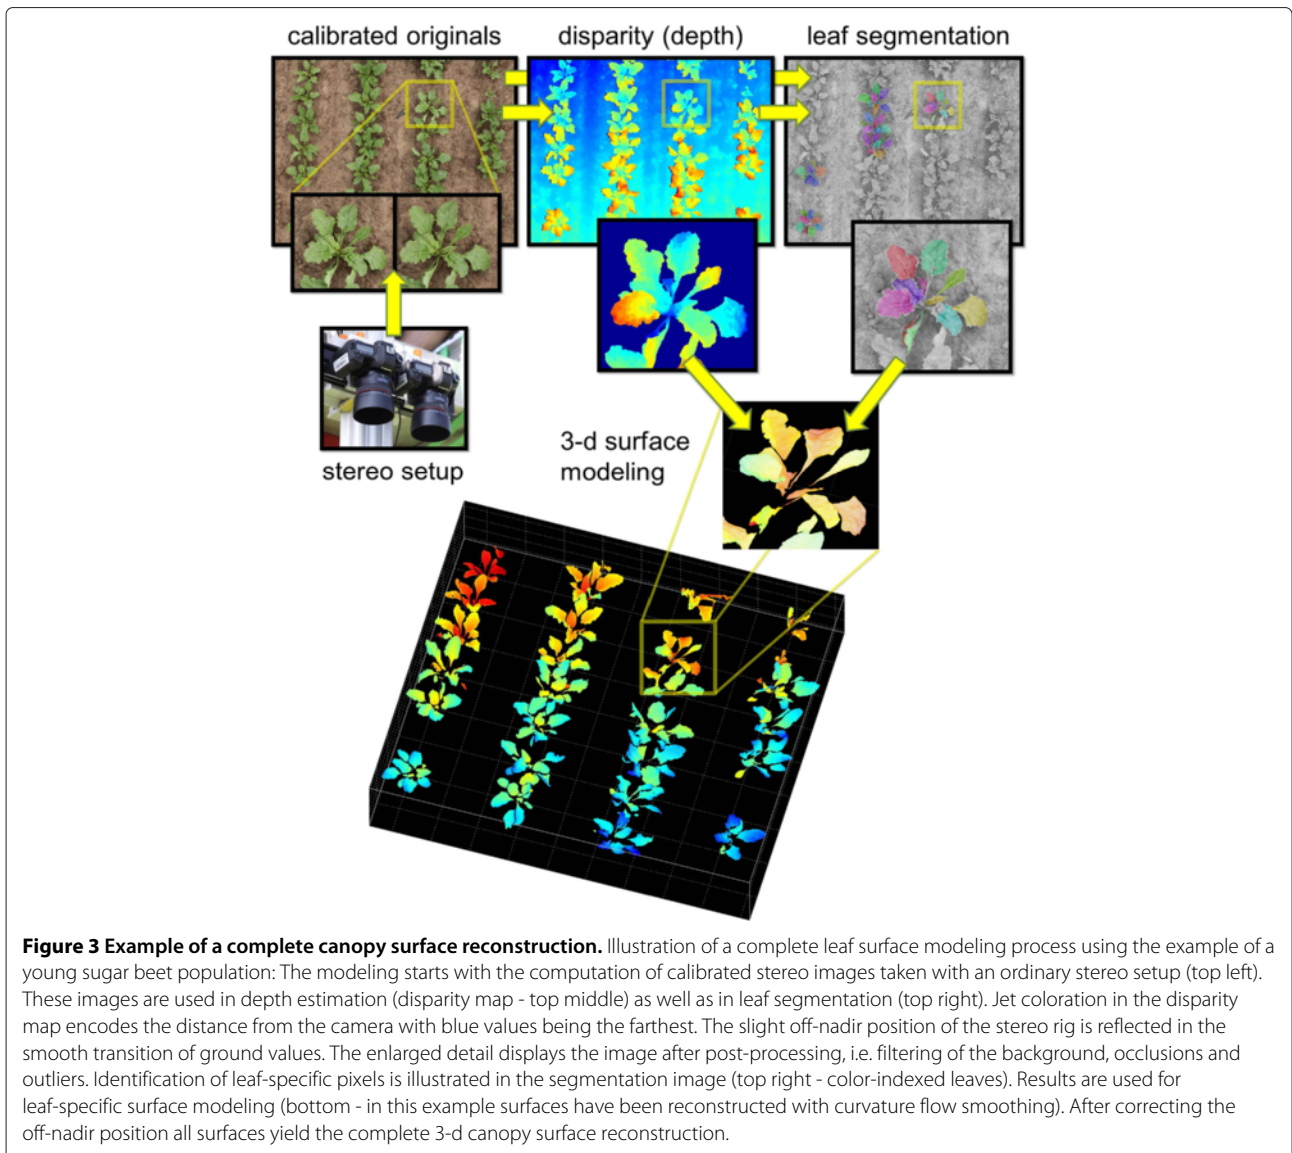 calibrated originals
disparity (depth)
leaf segmentation
stereo setup
3-d surface
modeling
Figure 3 Example of a complete canopy surface reconstruction. Illustration of a complete leaf surface modeling process using the example of a
young sugar beet population: The modeling starts with the computation of calibrated stereo images taken with an ordinary stereo setup (top left).
These images are used in depth estimation (disparity map - top middle) as well as in leaf segmentation (top right). Jet coloration in the disparity
map encodes the distance from the camera with blue values being the farthest. The slight off-nadir position of the stereo rig is reflected in the
smooth transition of ground values. The enlarged detail displays the image after post-processing, i.e. filtering of the background, occlusions and
outliers. Identification of leaf-specific pixels is illustrated in the segmentation image (top right - color-indexed leaves). Results are used for
leaf-specific surface modeling (bottom - in this example surfaces have been reconstructed with curvature flow smoothing). After correcting the
off-nadir position all surfaces yield the complete 3-d canopy surface reconstruction.